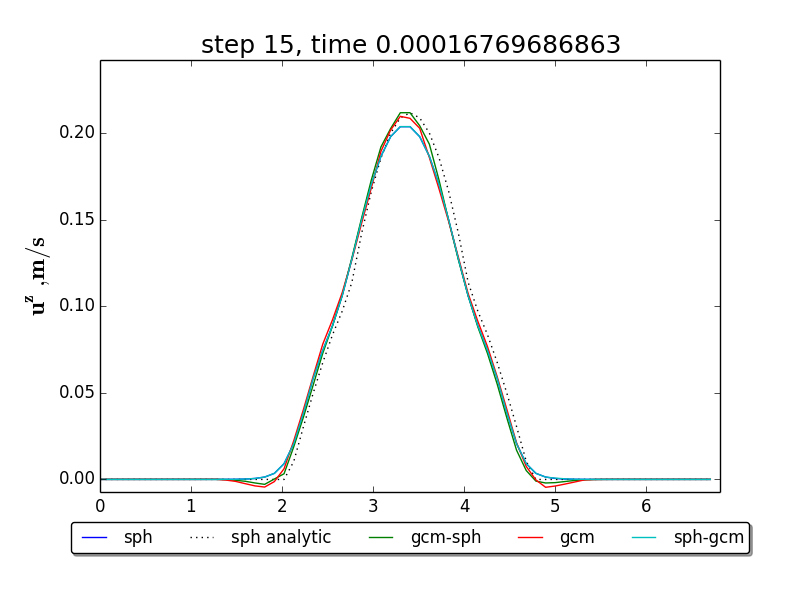 step 15, time 0.00016769686863
0.20
0.15
0.10
0.05
0.00
u^z ,m/s
0 1 2 3 4 5 6
sph sph analytic gcm-sph gcm sph-gcm